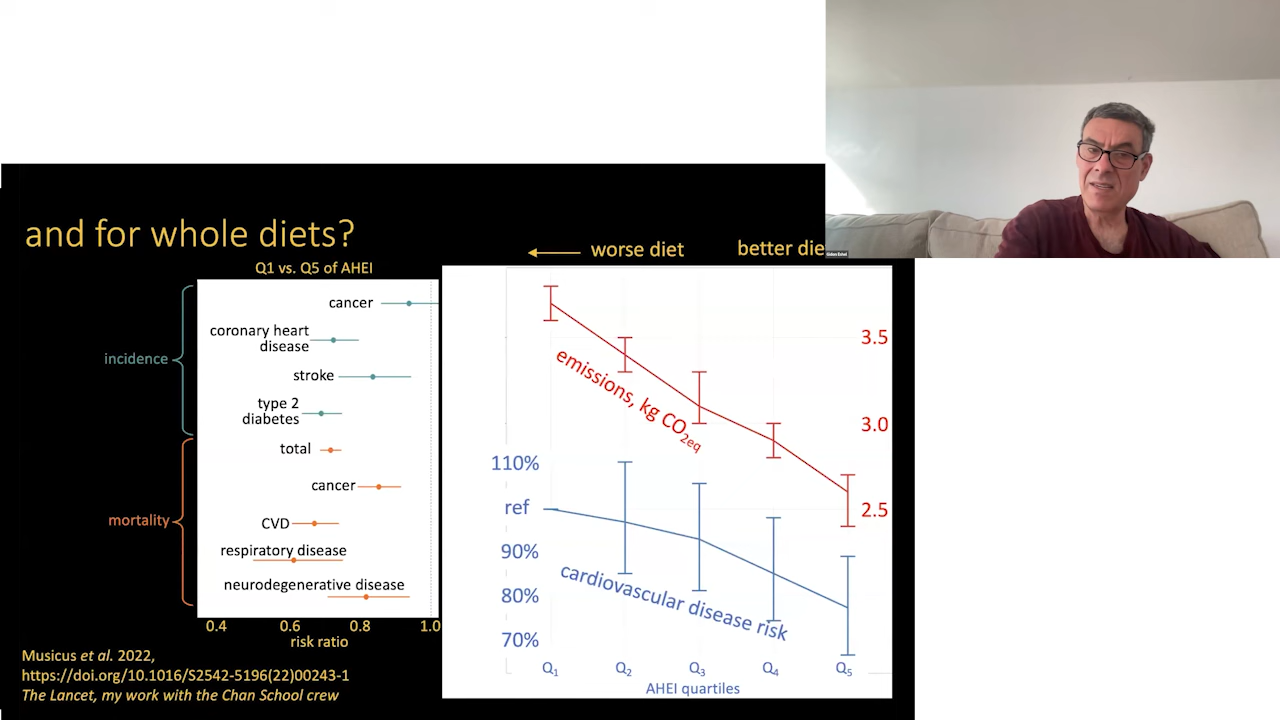 and for whole diets?
Q1 vs. Q5 of AHEI
incidence
cancer
coronary heart
disease
stroke
type 2
diabetes
mortality
total
cancer
CVD
respiratory disease
neurodegenerative disease
0.4 0.6 0.8 1.0
risk ratio
Musicus et al. 2022,
https://doi.org/10.1016/S2542-5196(22)00243-1
The Lancet, my work with the Chan School crew
worse diet better die
emissions, kg CO2eq
3.5
3.0
2.5
110%
ref
90%
80%
70%
cardiovascular disease risk
Q1 Q2 Q3 Q4 Q5
AHEI quartiles